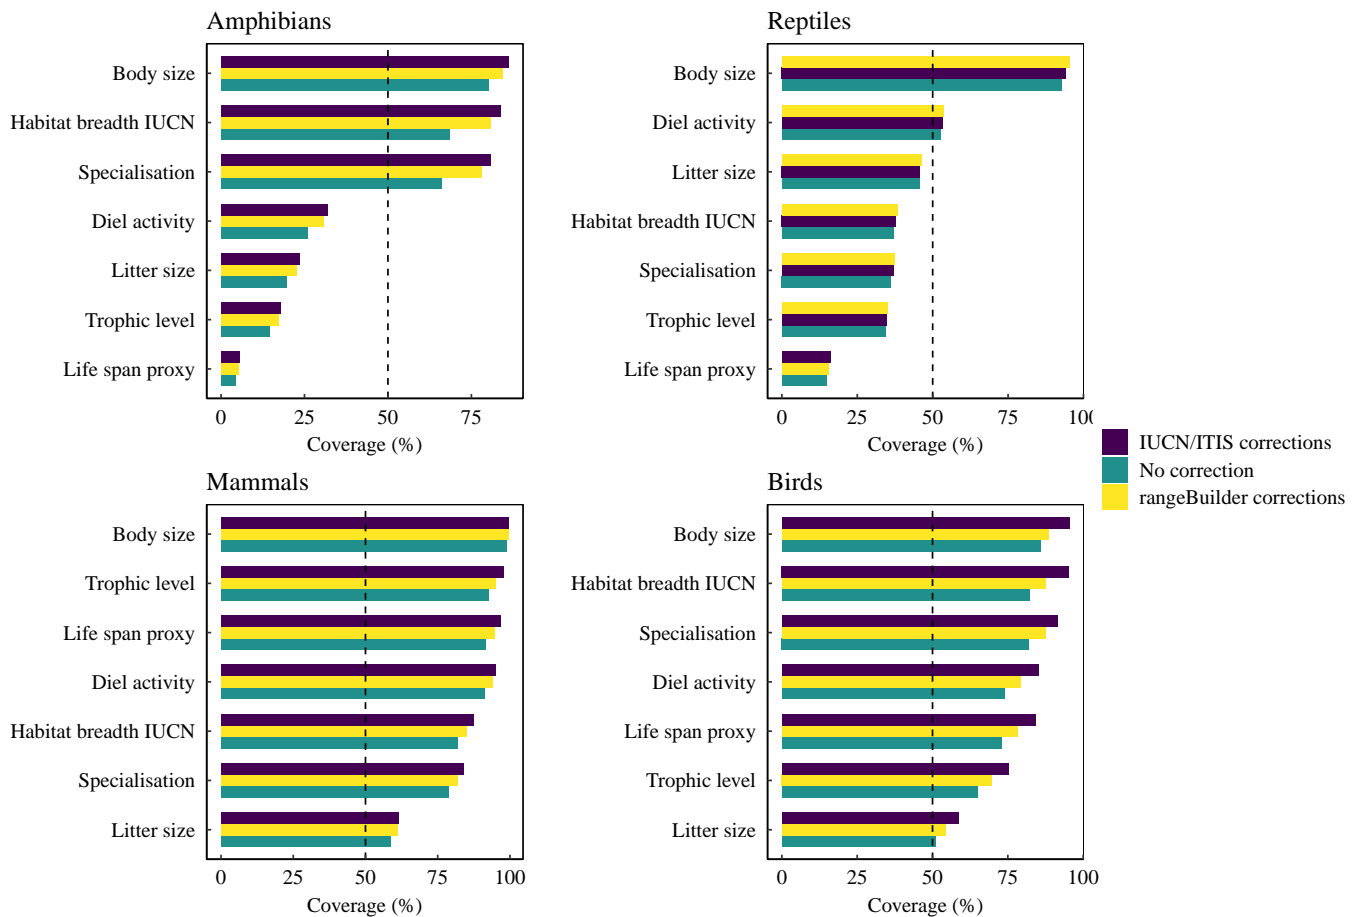 Amphibians
Body size
Habitat breadth IUCN
Specialisation
Diel activity
Litter size
Trophic level
Life span proxy
0 25 50 75
Coverage (%)
Reptiles
Body size
Diel activity
Litter size
Habitat breadth IUCN
Specialisation
Trophic level
Life span proxy
0 25 50 75 100
Coverage (%)
IUCN/ITIS corrections
No correction
rangeBuilder corrections
Mammals
Body size
Trophic level
Life span proxy
Diel activity
Habitat breadth IUCN
Specialisation
Litter size
0 25 50 75 100
Coverage (%)
Birds
Body size
Habitat breadth IUCN
Specialisation
Diel activity
Life span proxy
Trophic level
Litter size
0 25 50 75 100
Coverage (%)